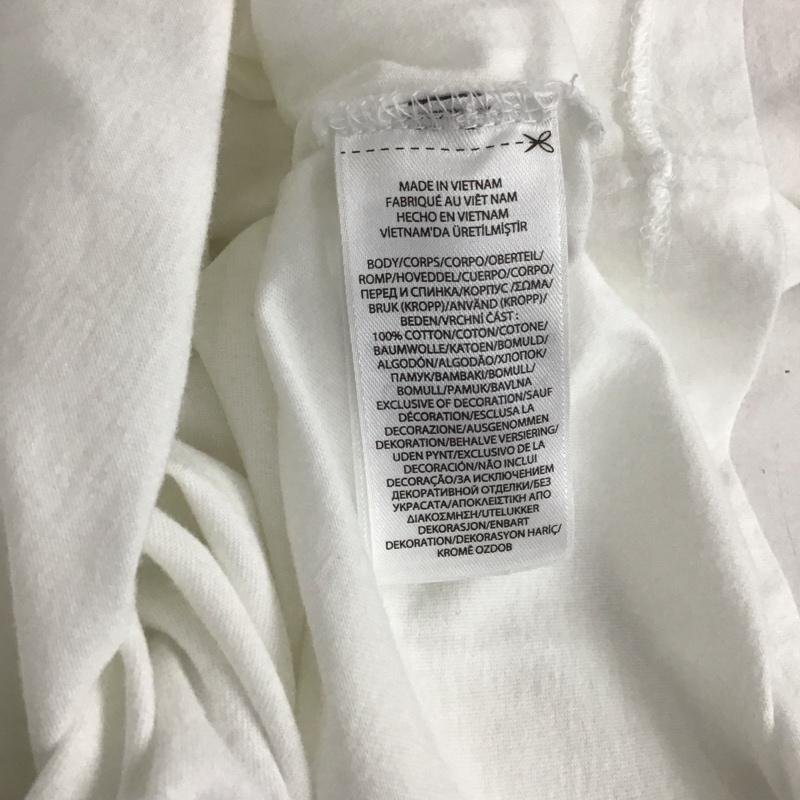 MADE IN VIETNAM
FABRIQUÉ AU VIÊT NAM
HECHO EN VIETNAM
VİETNAM'DA ÜRETİLMİŞTİR
BODY/CORPS/CORPO/OBERTEIL/
ROMP/HOVEDDEL/CUERPO/CORPO/
ПЕРЕД И СПИНКА/КОРПУС /ΣΩΜΑ/
BRUK (KROPP)/ANVÄND (KROPP)/
BEDEN/VRCHNÍ ČÁST :
100% COTTON/COTON/COTONE/
BAUMWOLLE/KATOEN/BOMULD/
ALGODÓN/ALGODÃO/ХЛОПОК/
ПАМУК/ΒΑΜΒΑΚΙ/BOMULL/
BOMULL/PAMUK/BAVLNA
EXCLUSIVE OF DECORATION/SAUF
DÉCORATION/ESCLUSA LA
DECORAZIONE/AUSGENOMMEN
DEKORATION/BEHALVE VERSIERING/
UDEN PYNT/EXCLUSIVO DE LA
DECORACIÓN/NÃO INCLUI
DECORAÇÃO/ЗА ИСКЛЮЧЕНИЕМ
ДЕКОРАТИВНОЙ ОТДЕЛКИ/БЕЗ
УКРАСАТА/ΑΠΟΚΛΕΙΣΤΙΚΗ ΑΠΟ
ΔΙΑΚΟΣΜΗΣΗ/UTELUKKER
DEKORASJON/ENBART
DEKORATION/DEKORASYON HARİÇ/
KROMĚ OZDOB